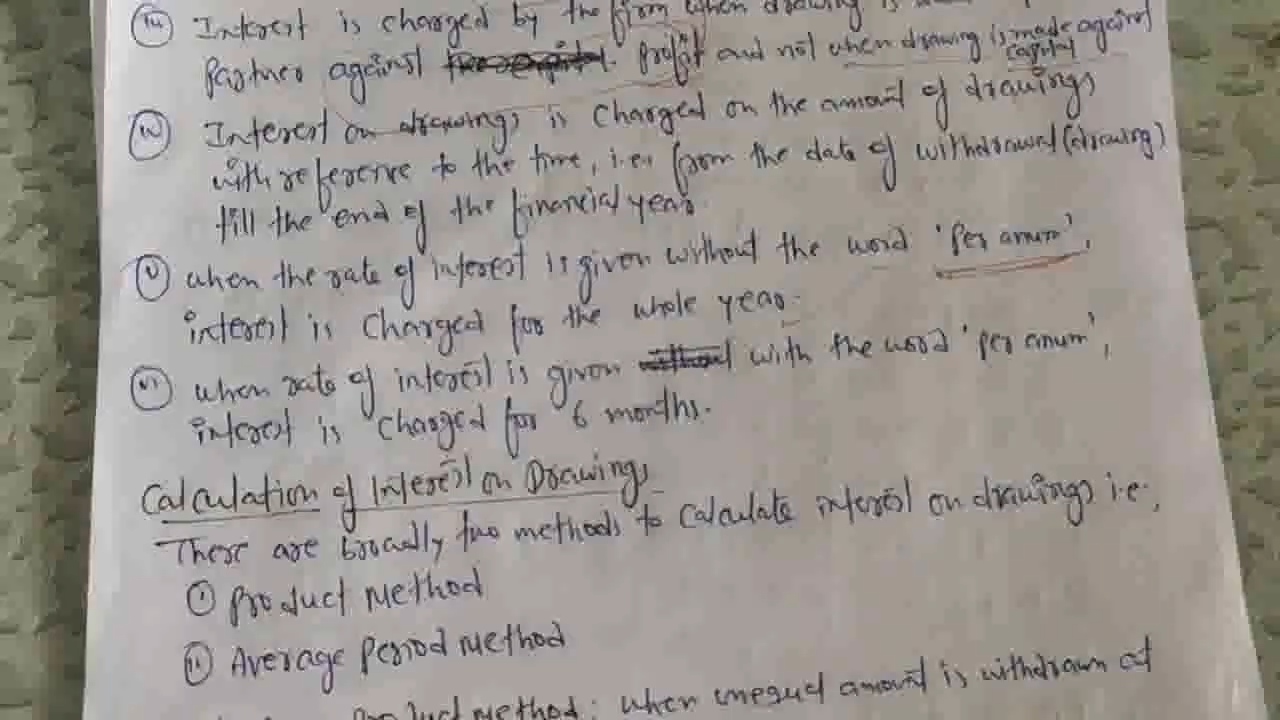 (iii) Interest is charged by the firm when drawing is
Partner against profit and not when drawing is made against
capital
(iv) Interest on drawings is charged on the amount of drawings
with reference to the time, i.e. from the date of withdrawal (drawing)
till the end of the financial year.
(v) when the rate of interest is given without the word 'per anum',
interest is charged for the whole year.
(vi) when rate of interest is given with the word 'per anum',
interest is charged for 6 months.
Calculation of Interest on Drawings
There are broadly two methods to calculate interest on drawings i.e.,
(i) product method
(ii) Average period method
product method: when unequal amount is withdrawn at